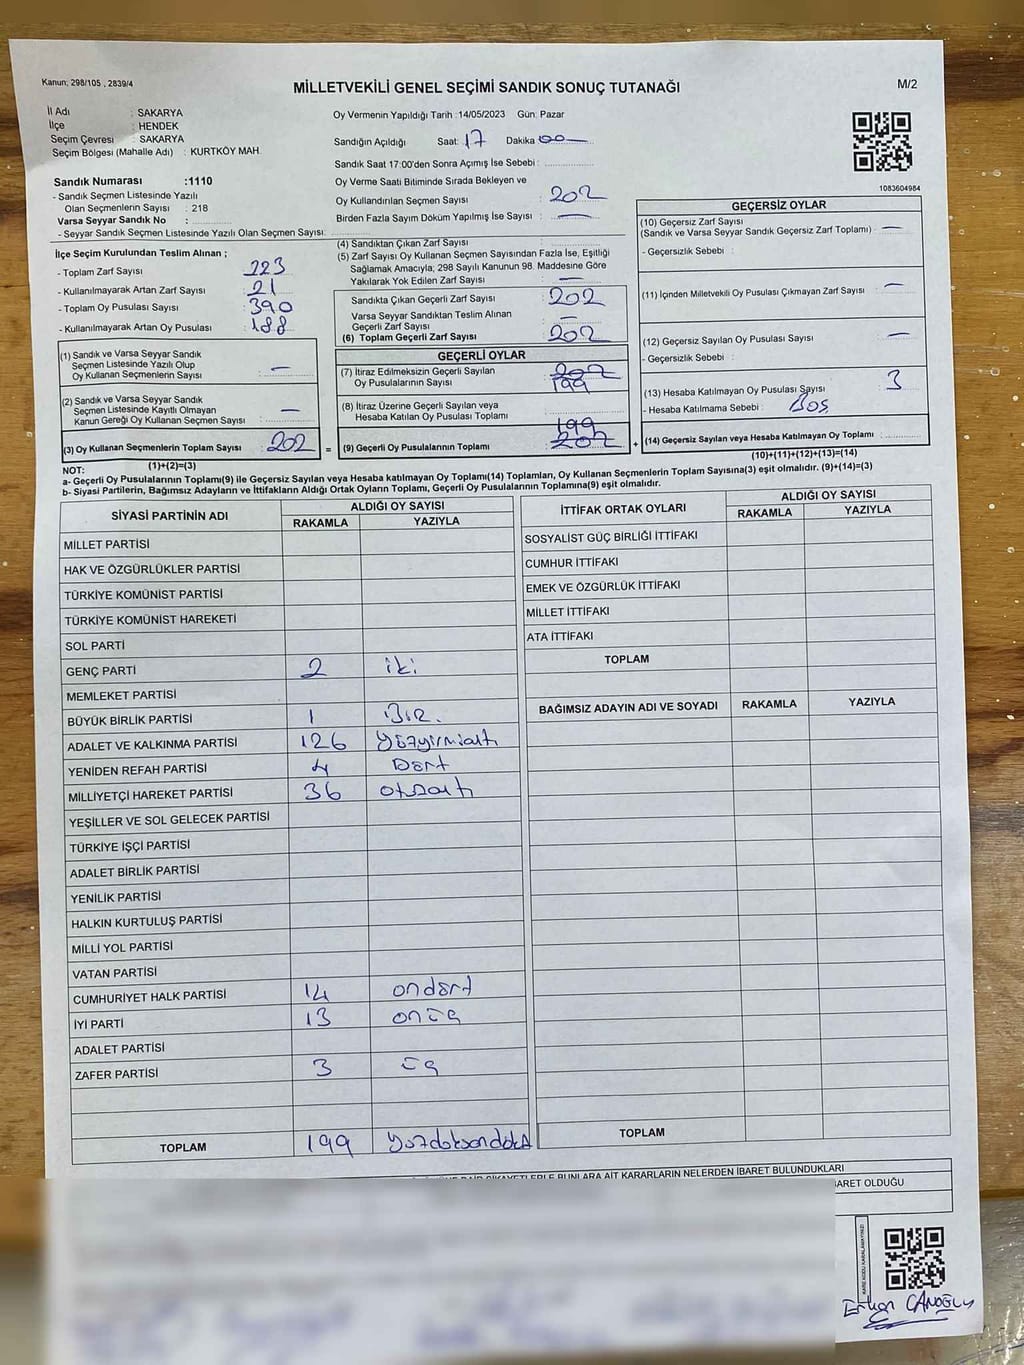 Kanun; 298/105 , 2839/4
MİLLETVEKİLİ GENEL SEÇİMİ SANDIK SONUÇ TUTANAĞI
M/2
İl Adı : SAKARYA
İlçe : HENDEK
Seçim Çevresi : SAKARYA
Seçim Bölgesi (Mahalle Adı) : KURTKÖY MAH.
Oy Vermenin Yapıldığı Tarih :14/05/2023 Gün: Pazar
Sandığın Açıldığı Saat: 17 Dakika 00
Sandık Saat 17:00'den Sonra Açımış İse Sebebi :
Sandık Numarası :1110
- Sandık Seçmen Listesinde Yazılı
Olan Seçmenlerin Sayısı : 218
Varsa Seyyar Sandık No :
- Seyyar Sandık Seçmen Listesinde Yazılı Olan Seçmen Sayısı:
Oy Verme Saati Bitiminde Sırada Bekleyen ve
Oy Kullandırılan Seçmen Sayısı : 202
Birden Fazla Sayım Döküm Yapılmış İse Sayısı : —
1083604984
İlçe Seçim Kurulundan Teslim Alınan ;
- Toplam Zarf Sayısı : 223
- Kullanılmayarak Artan Zarf Sayısı : 21
- Toplam Oy Pusulası Sayısı : 390
- Kullanılmayarak Artan Oy Pusulası : 188
(1) Sandık ve Varsa Seyyar Sandık
Seçmen Listesinde Yazılı Olup
Oy Kullanan Seçmenlerin Sayısı : —
(2) Sandık ve Varsa Seyyar Sandık
Seçmen Listesinde Kayıtlı Olmayan
Kanun Gereği Oy Kullanan Seçmen Sayısı : —
(3) Oy Kullanan Seçmenlerin Toplam Sayısı : 202
(1)+(2)=(3)
(4) Sandıktan Çıkan Zarf Sayısı :
(5) Zarf Sayısı Oy Kullanan Seçmen Sayısından Fazla İse, Eşitliği
Sağlamak Amacıyla; 298 Sayılı Kanunun 98. Maddesine Göre
Yakılarak Yok Edilen Zarf Sayısı : —
Sandıkta Çıkan Geçerli Zarf Sayısı : 202
Varsa Seyyar Sandıktan Teslim Alınan
Geçerli Zarf Sayısı : —
(6) Toplam Geçerli Zarf Sayısı : 202
GEÇERLİ OYLAR
(7) İtiraz Edilmeksizin Geçerli Sayılan
Oy Pusulalarının Sayısı : 202 199
(8) İtiraz Üzerine Geçerli Sayılan veya
Hesaba Katılan Oy Pusulası Toplamı :
= (9) Geçerli Oy Pusulalarının Toplamı : 199 202 +
GEÇERSİZ OYLAR
(10) Geçersiz Zarf Sayısı
(Sandık ve Varsa Seyyar Sandık Geçersiz Zarf Toplamı) : —
- Geçersizlik Sebebi :
(11) İçinden Milletvekili Oy Pusulası Çıkmayan Zarf Sayısı : —
(12) Geçersiz Sayılan Oy Pusulası Sayısı : —
- Geçersizlik Sebebi :
(13) Hesaba Katılmayan Oy Pusulası Sayısı : 3
- Hesaba Katılmama Sebebi : Boş
(14) Geçersiz Sayılan veya Hesaba Katılmayan Oy Toplamı :
(10)+(11)+(12)+(13)=(14)
NOT:
a- Geçerli Oy Pusulalarının Toplamı(9) ile Geçersiz Sayılan veya Hesaba katılmayan Oy Toplamı(14) Toplamları, Oy Kullanan Seçmenlerin Toplam Sayısına(3) eşit olmalıdır. (9)+(14)=(3)
b- Siyasi Partilerin, Bağımsız Adayların ve İttifakların Aldığı Ortak Oyların Toplamı, Geçerli Oy Pusulalarının Toplamına(9) eşit olmalıdır.
SİYASİ PARTİNİN ADI
ALDIĞI OY SAYISI
RAKAMLA YAZIYLA
MİLLET PARTİSİ
HAK VE ÖZGÜRLÜKLER PARTİSİ
TÜRKİYE KOMÜNİST PARTİSİ
TÜRKİYE KOMÜNİST HAREKETİ
SOL PARTİ
GENÇ PARTİ 2 iki
MEMLEKET PARTİSİ
BÜYÜK BİRLİK PARTİSİ 1 Bir.
ADALET VE KALKINMA PARTİSİ 126 yüzyirmialtı
YENİDEN REFAH PARTİSİ 4 Dört
MİLLİYETÇİ HAREKET PARTİSİ 36 otuzaltı
YEŞİLLER VE SOL GELECEK PARTİSİ
TÜRKİYE İŞÇİ PARTİSİ
ADALET BİRLİK PARTİSİ
YENİLİK PARTİSİ
HALKIN KURTULUŞ PARTİSİ
MİLLİ YOL PARTİSİ
VATAN PARTİSİ
CUMHURİYET HALK PARTİSİ 14 ondört
İYİ PARTİ 13 onüç
ADALET PARTİSİ
ZAFER PARTİSİ 3 üç
TOPLAM 199 yüzdoksandokuz
İTTİFAK ORTAK OYLARI
ALDIĞI OY SAYISI
RAKAMLA YAZIYLA
SOSYALİST GÜÇ BİRLİĞİ İTTİFAKI
CUMHUR İTTİFAKI
EMEK VE ÖZGÜRLÜK İTTİFAKI
MİLLET İTTİFAKI
ATA İTTİFAKI
TOPLAM
BAĞIMSIZ ADAYIN ADI VE SOYADI RAKAMLA YAZIYLA
TOPLAM
BUNLARA AİT KARARLARIN NELERDEN İBARET BULUNDUKLARI
BARET OLDUĞU
KARE KODU KARALAMAYINIZ!
Erkan CANOĞLU